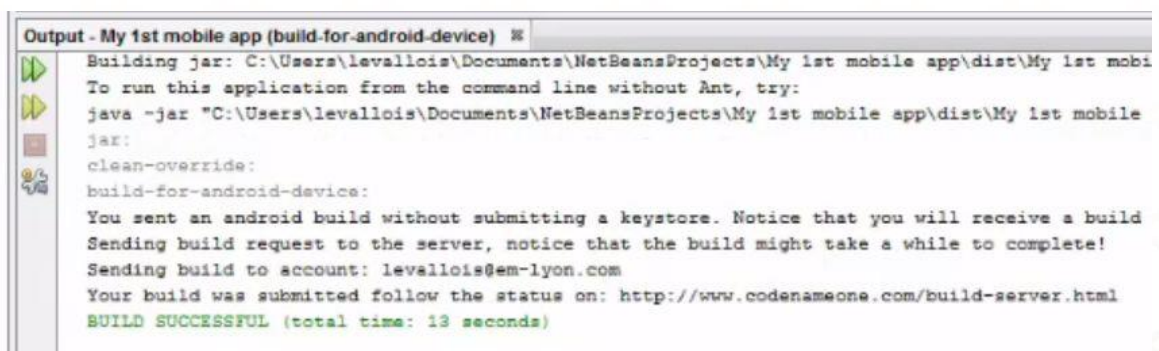 Output - My 1st mobile app (build-for-android-device)
Building jar: C:\Users\levallois\Documents\NetBeansProjects\My 1st mobile app\dist\My 1st mobi
To run this application from the command line without Ant, try:
java -jar "C:\Users\levallois\Documents\NetBeansProjects\My 1st mobile app\dist\My 1st mobile
jar:
clean-override:
build-for-android-device:
You sent an android build without submitting a keystore. Notice that you will receive a build
Sending build request to the server, notice that the build might take a while to complete!
Sending build to account: levallois@em-lyon.com
Your build was submitted follow the status on: http://www.codenameone.com/build-server.html
BUILD SUCCESSFUL (total time: 13 seconds)